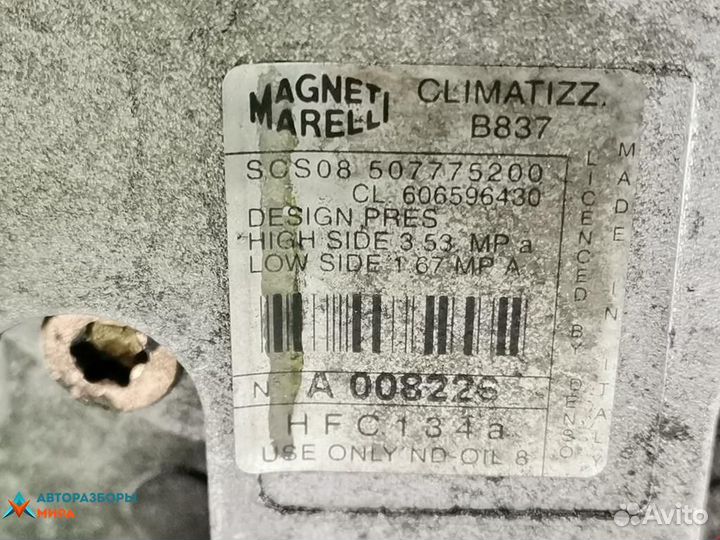 MAGNETI MARELLI
CLIMATIZZ.
B837
SCS08 507775200
CL 606596430
DESIGN PRES
HIGH SIDE 3.53 MP a
LOW SIDE 1.67 MP A
N° A 008226
HFC134a
USE ONLY ND-OIL 8
LICENCED BY DENSO
MADE IN ITALY
АВТОРАЗБОРЫ
МИРА
Avito